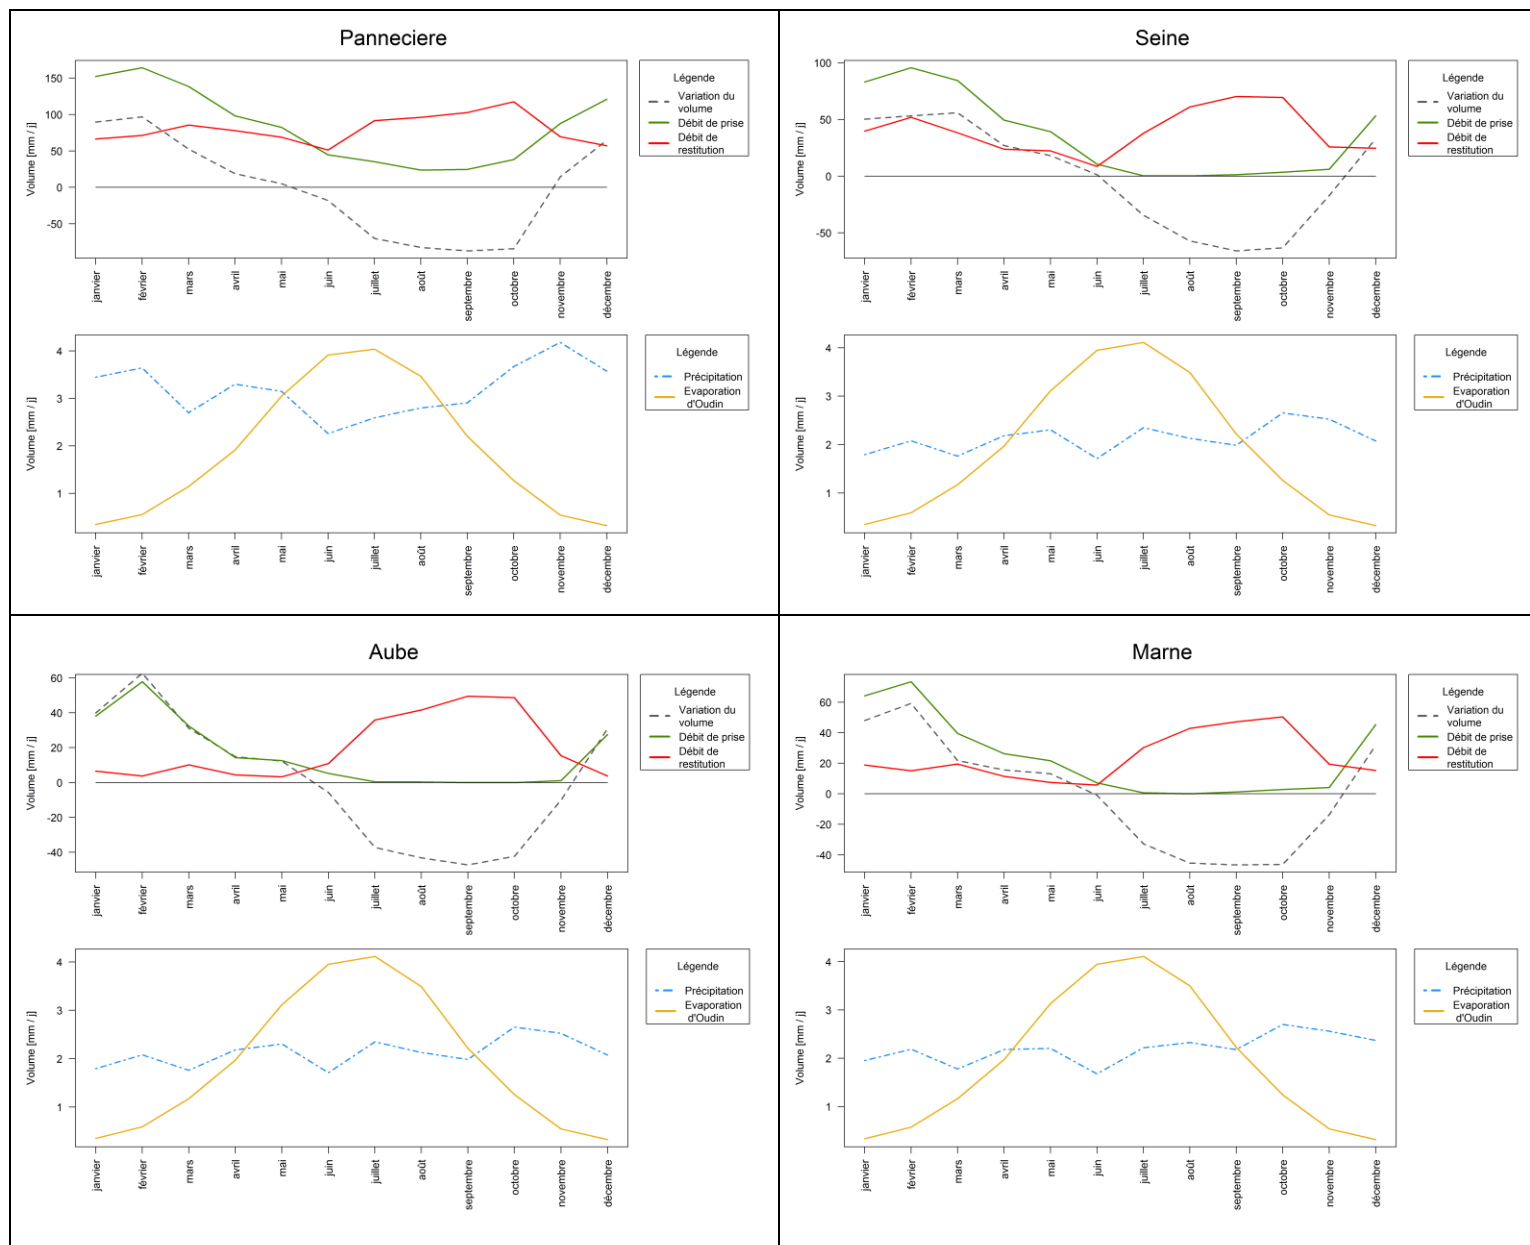 Panneciere
Volume [mm / j]
150
100
50
0
-50
janvier
février
mars
avril
mai
juin
juillet
août
septembre
octobre
novembre
décembre
Légende
Variation du
volume
Débit de prise
Débit de
restitution
Volume [mm / j]
4
3
2
1
janvier
février
mars
avril
mai
juin
juillet
août
septembre
octobre
novembre
décembre
Légende
Précipitation
Evaporation
d'Oudin
Seine
Volume [mm / j]
100
50
0
-50
janvier
février
mars
avril
mai
juin
juillet
août
septembre
octobre
novembre
décembre
Légende
Variation du
volume
Débit de prise
Débit de
restitution
Volume [mm / j]
4
3
2
1
janvier
février
mars
avril
mai
juin
juillet
août
septembre
octobre
novembre
décembre
Légende
Précipitation
Evaporation
d'Oudin
Aube
Volume [mm / j]
60
40
20
0
-20
-40
janvier
février
mars
avril
mai
juin
juillet
août
septembre
octobre
novembre
décembre
Légende
Variation du
volume
Débit de prise
Débit de
restitution
Volume [mm / j]
4
3
2
1
janvier
février
mars
avril
mai
juin
juillet
août
septembre
octobre
novembre
décembre
Légende
Précipitation
Evaporation
d'Oudin
Marne
Volume [mm / j]
60
40
20
0
-20
-40
janvier
février
mars
avril
mai
juin
juillet
août
septembre
octobre
novembre
décembre
Légende
Variation du
volume
Débit de prise
Débit de
restitution
Volume [mm / j]
4
3
2
1
janvier
février
mars
avril
mai
juin
juillet
août
septembre
octobre
novembre
décembre
Légende
Précipitation
Evaporation
d'Oudin